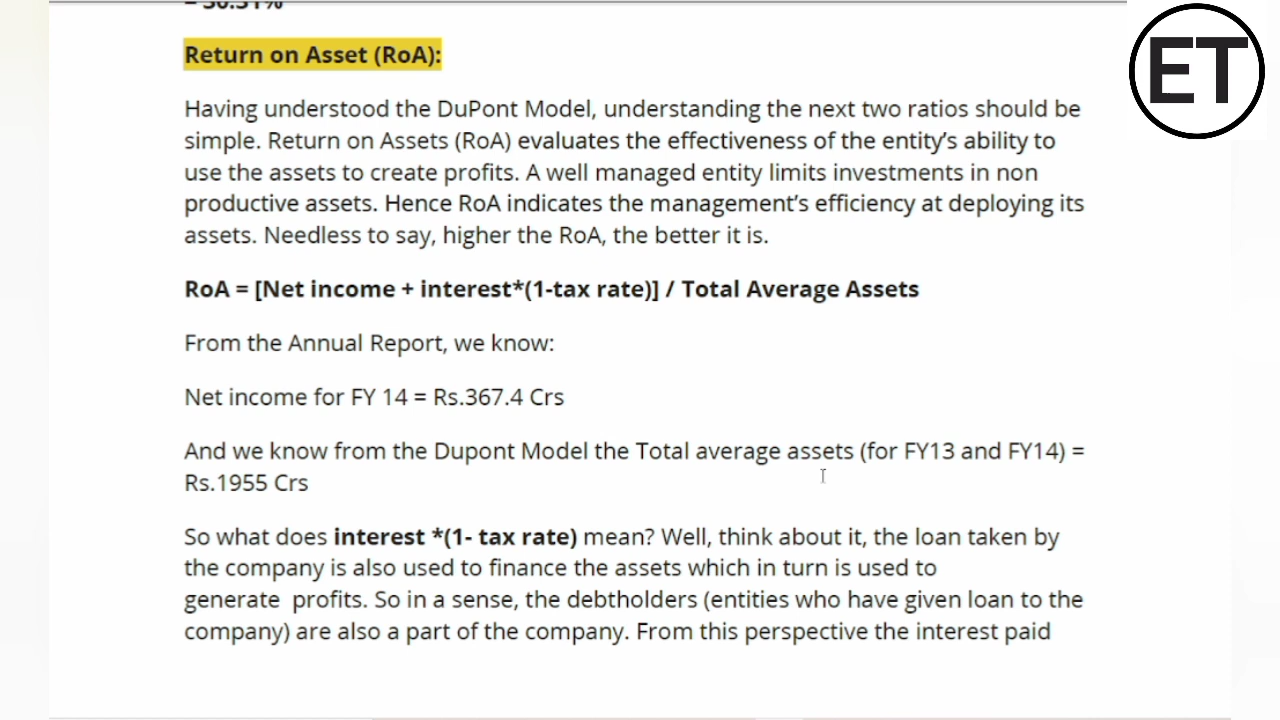 = 30.31%
ET
Return on Asset (RoA):
Having understood the DuPont Model, understanding the next two ratios should be
simple. Return on Assets (RoA) evaluates the effectiveness of the entity’s ability to
use the assets to create profits. A well managed entity limits investments in non
productive assets. Hence RoA indicates the management’s efficiency at deploying its
assets. Needless to say, higher the RoA, the better it is.
RoA = [Net income + interest*(1-tax rate)] / Total Average Assets
From the Annual Report, we know:
Net income for FY 14 = Rs.367.4 Crs
And we know from the Dupont Model the Total average assets (for FY13 and FY14) =
Rs.1955 Crs
So what does interest *(1- tax rate) mean? Well, think about it, the loan taken by
the company is also used to finance the assets which in turn is used to
generate  profits. So in a sense, the debtholders (entities who have given loan to the
company) are also a part of the company. From this perspective the interest paid